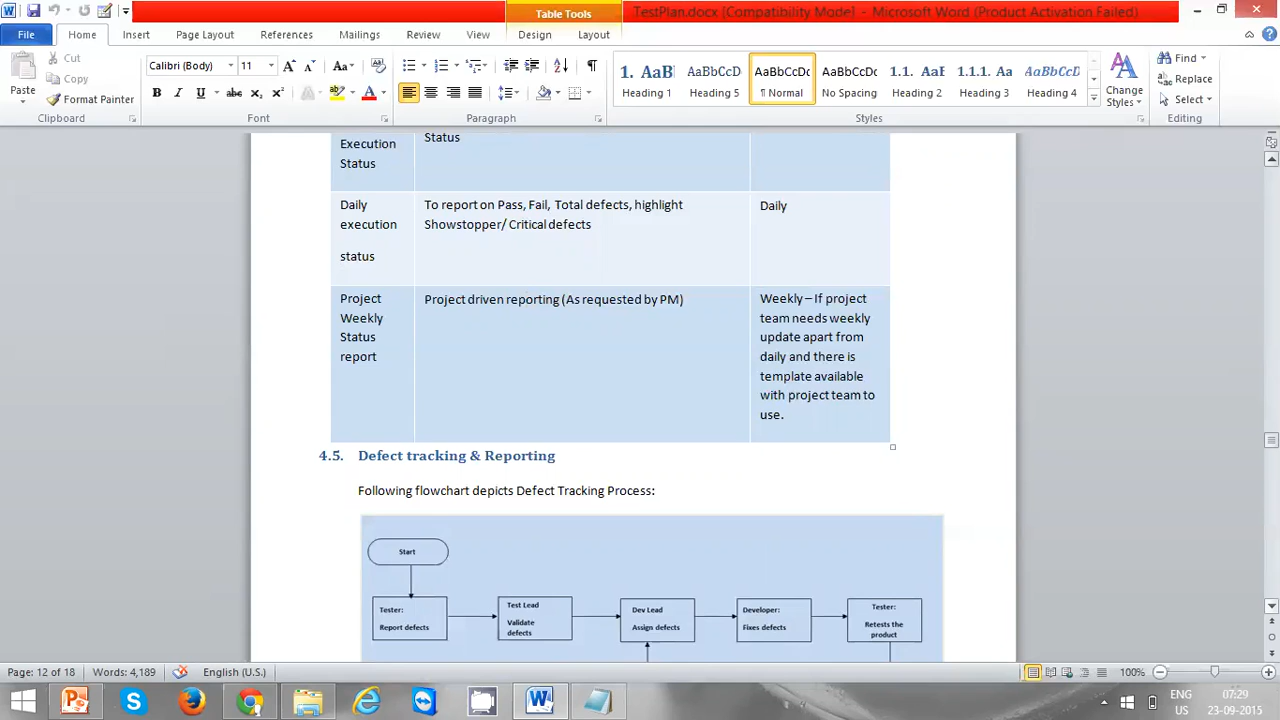 Table Tools
TestPlan.docx [Compatibility Mode] - Microsoft Word (Product Activation Failed)
File Home Insert Page Layout References Mailings Review View Design Layout
Cut
Copy
Format Painter
Paste
Clipboard
Calibri (Body) 11
Font
Paragraph
1. AaBl AaBbCcD AaBbCcDc AaBbCcDc 1.1. AaE 1.1.1. Aa AaBbCcD
Heading 1 Heading 5 ¶ Normal No Spacing Heading 2 Heading 3 Heading 4
Change
Styles
Styles
Find
Replace
Select
Editing
Execution
Status
Status
Daily
execution
status
To report on Pass, Fail, Total defects, highlight
Showstopper/ Critical defects
Daily
Project
Weekly
Status
report
Project driven reporting (As requested by PM)
Weekly – If project
team needs weekly
update apart from
daily and there is
template available
with project team to
use.
4.5. Defect tracking & Reporting
Following flowchart depicts Defect Tracking Process:
Start
Tester:
Report defects
Test Lead
Validate
defects
Dev Lead
Assign defects
Developer:
Fixes defects
Tester:
Retests the
product
Page: 12 of 18 Words: 4,189 English (U.S.) 100%
ENG
US
07:29
23-09-2015